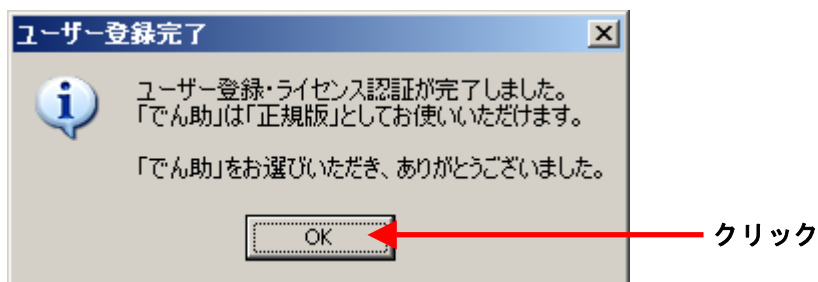 ユーザー登録完了
ユーザー登録・ライセンス認証が完了しました。
「でん助」は「正規版」としてお使いいただけます。
「でん助」をお選びいただき、ありがとうございました。
OK
クリック